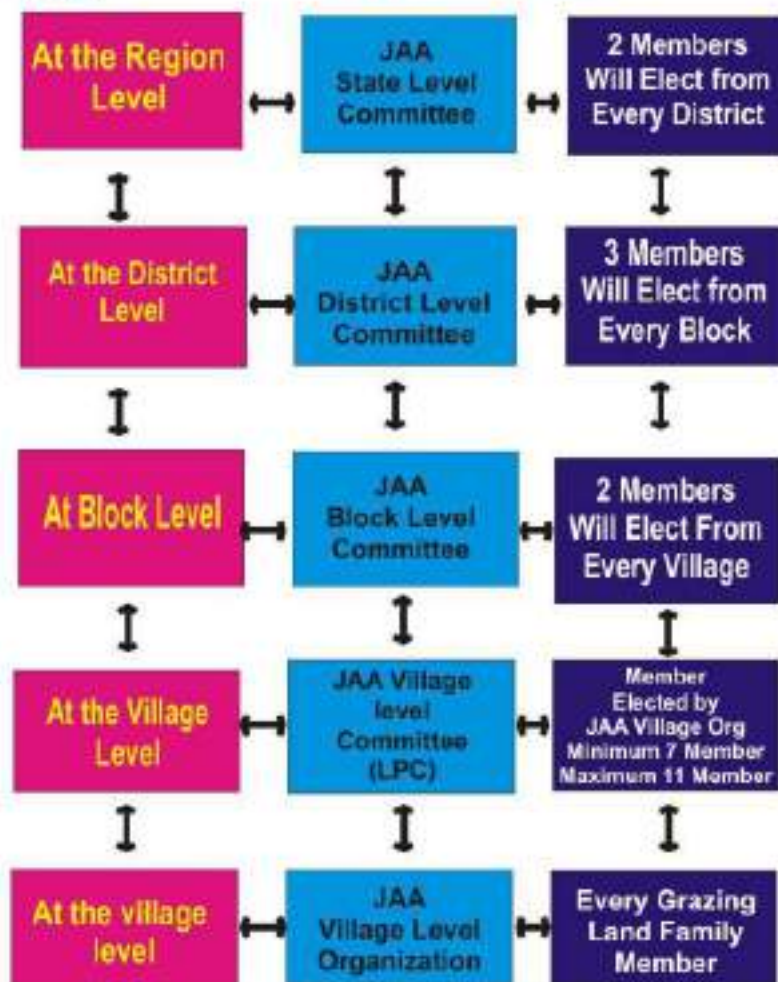 At the Region
Level
JAA
State Level
Committee
2 Members
Will Elect from
Every District
At the District
Level
JAA
District Level
Committee
3 Members
Will Elect from
Every Block
At Block Level
JAA
Block Level
Committee
2 Members
Will Elect From
Every Village
At the Village
Level
JAA Village
level
Committee
(LPC)
Member
Elected by
JAA Village Org
Minimum 7 Member
Maximum 11 Member
At the village
level
JAA
Village Level
Organization
Every Grazing
Land Family
Member